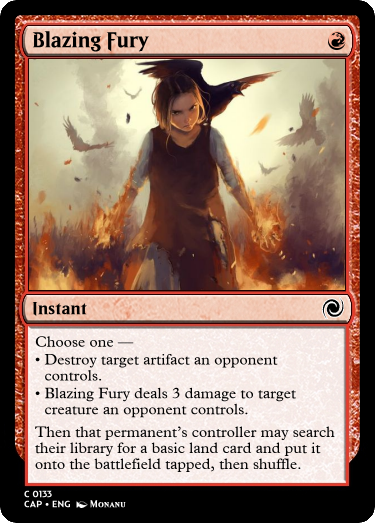 Blazing Fury
Instant
Choose one —
• Destroy target artifact an opponent
controls.
• Blazing Fury deals 3 damage to target
creature an opponent controls.
Then that permanent's controller may search
their library for a basic land card and put it
onto the battlefield tapped, then shuffle.
C 0133
CAP • ENG Monanu